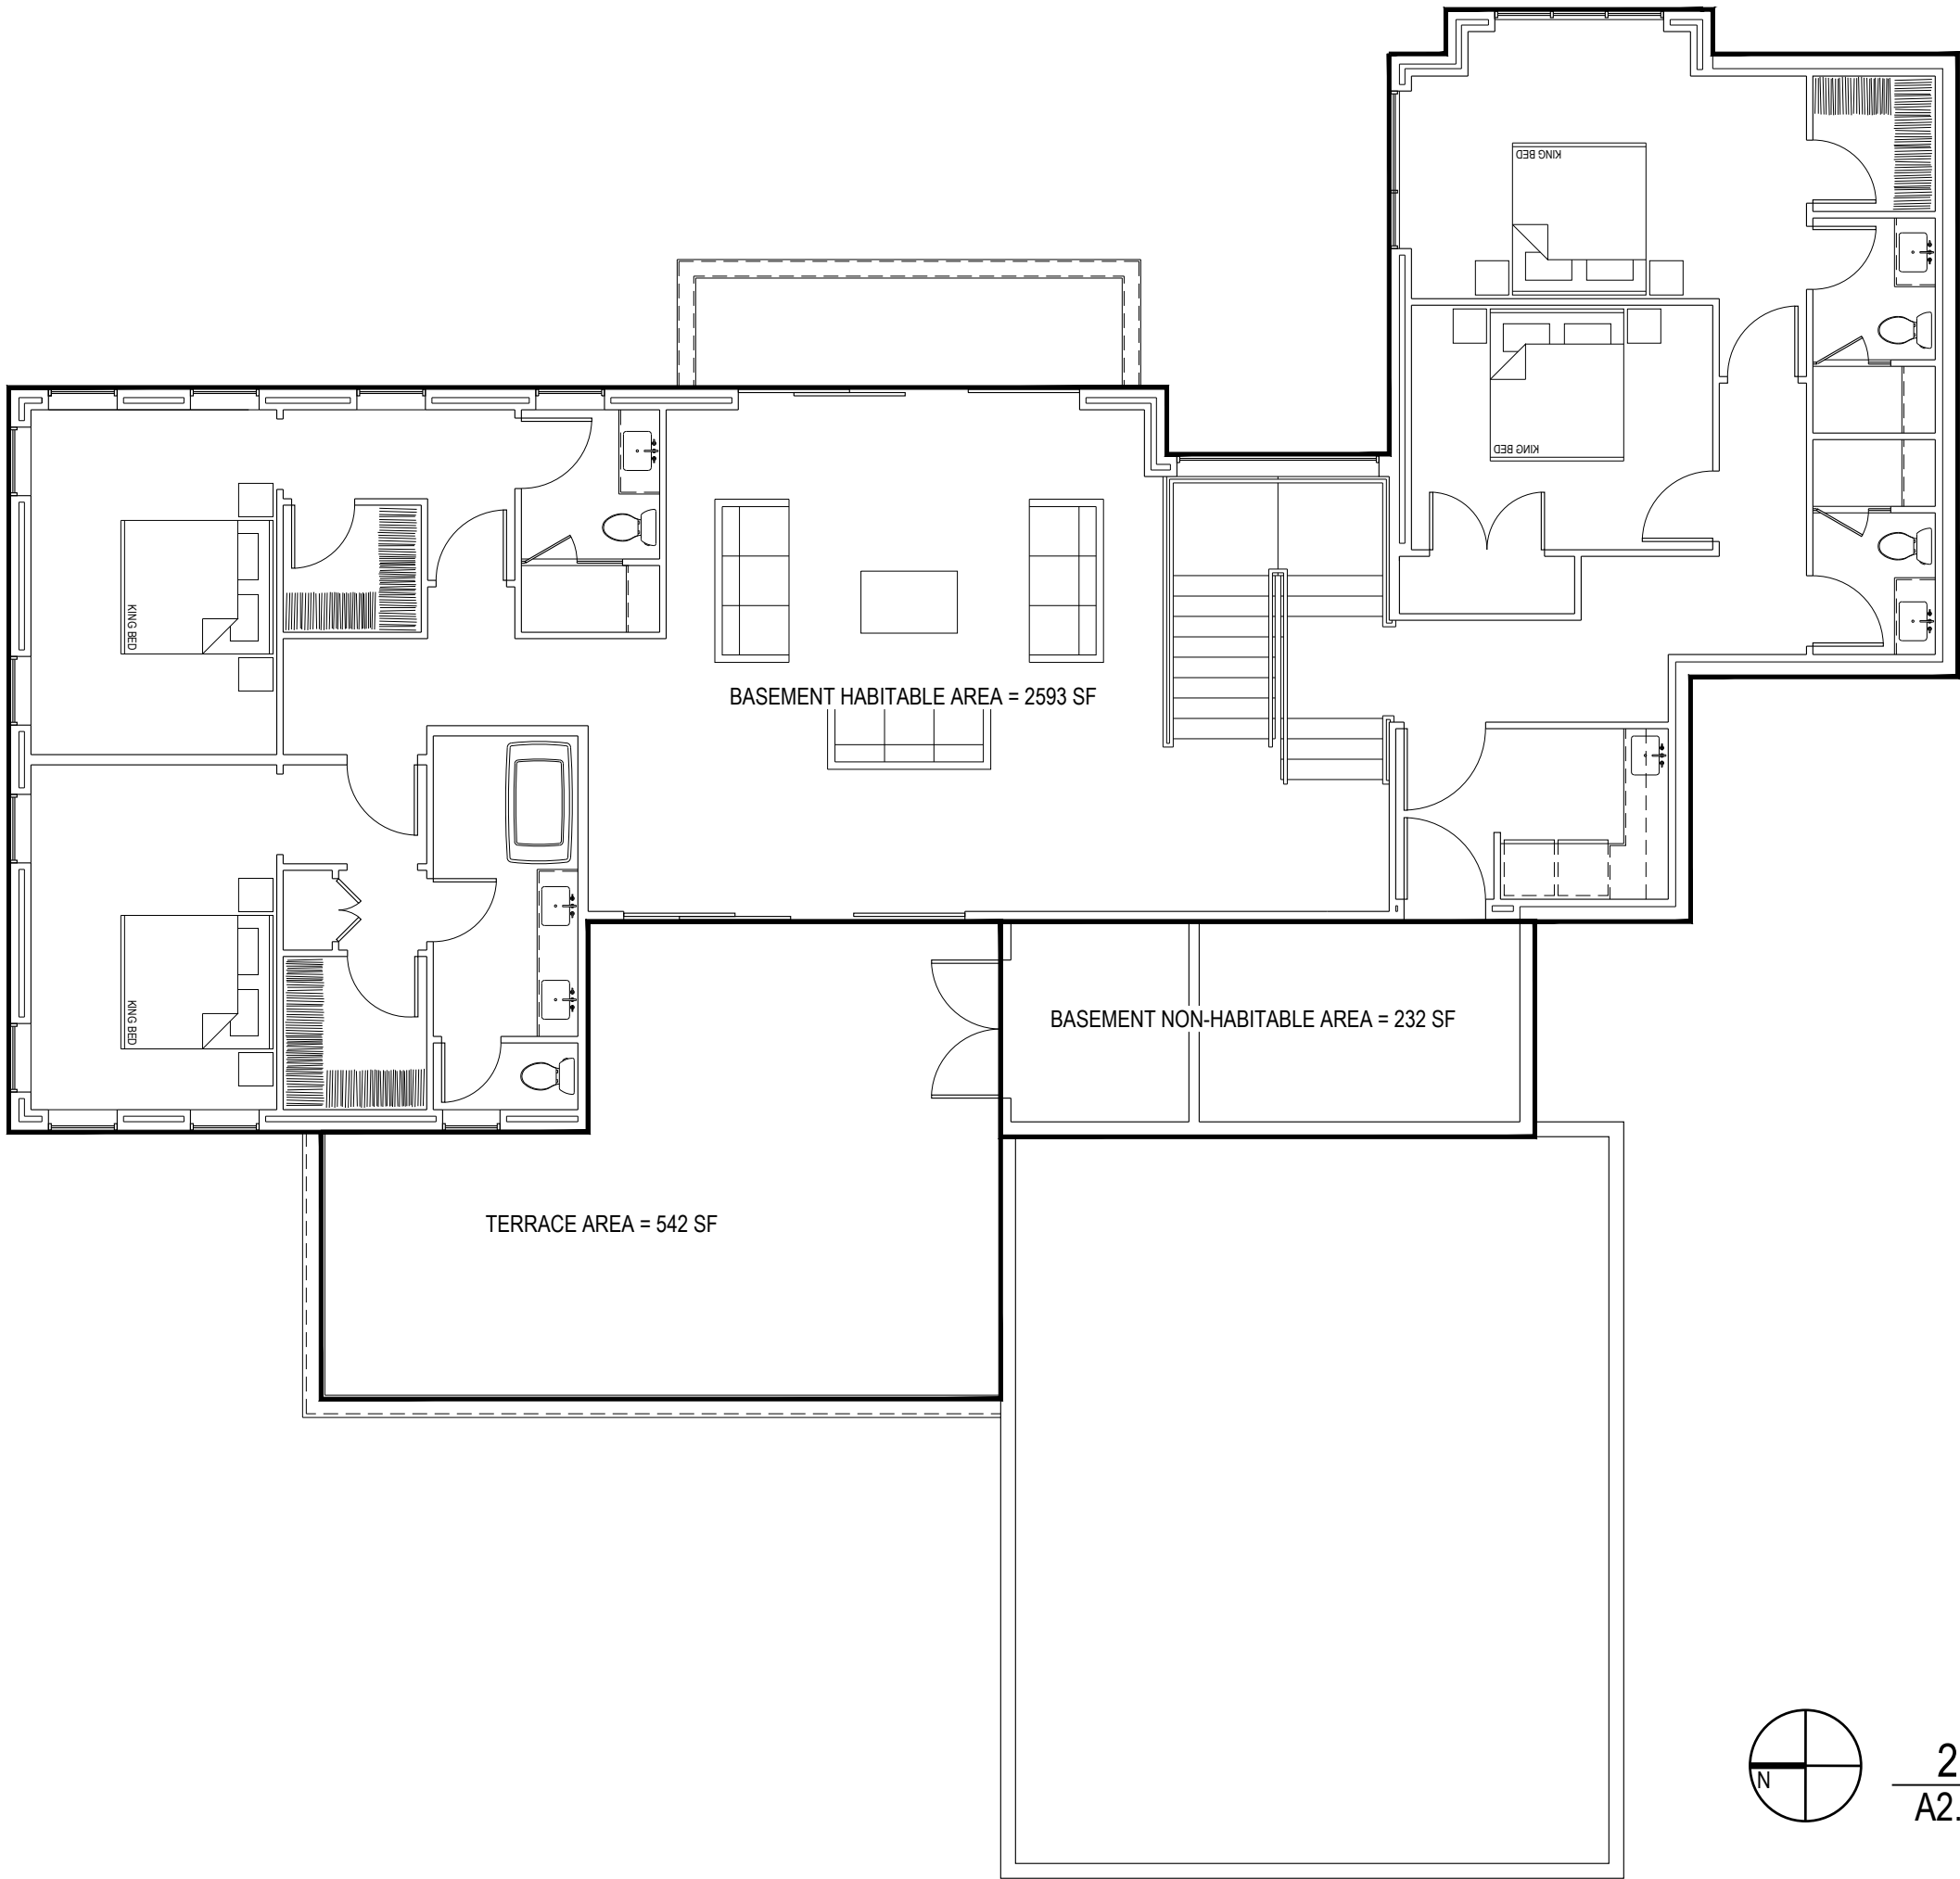 KING BED
KING BED
KING BED
BASEMENT HABITABLE AREA = 2593 SF
KING BED
BASEMENT NON-HABITABLE AREA = 232 SF
TERRACE AREA = 542 SF
N
2
A2.